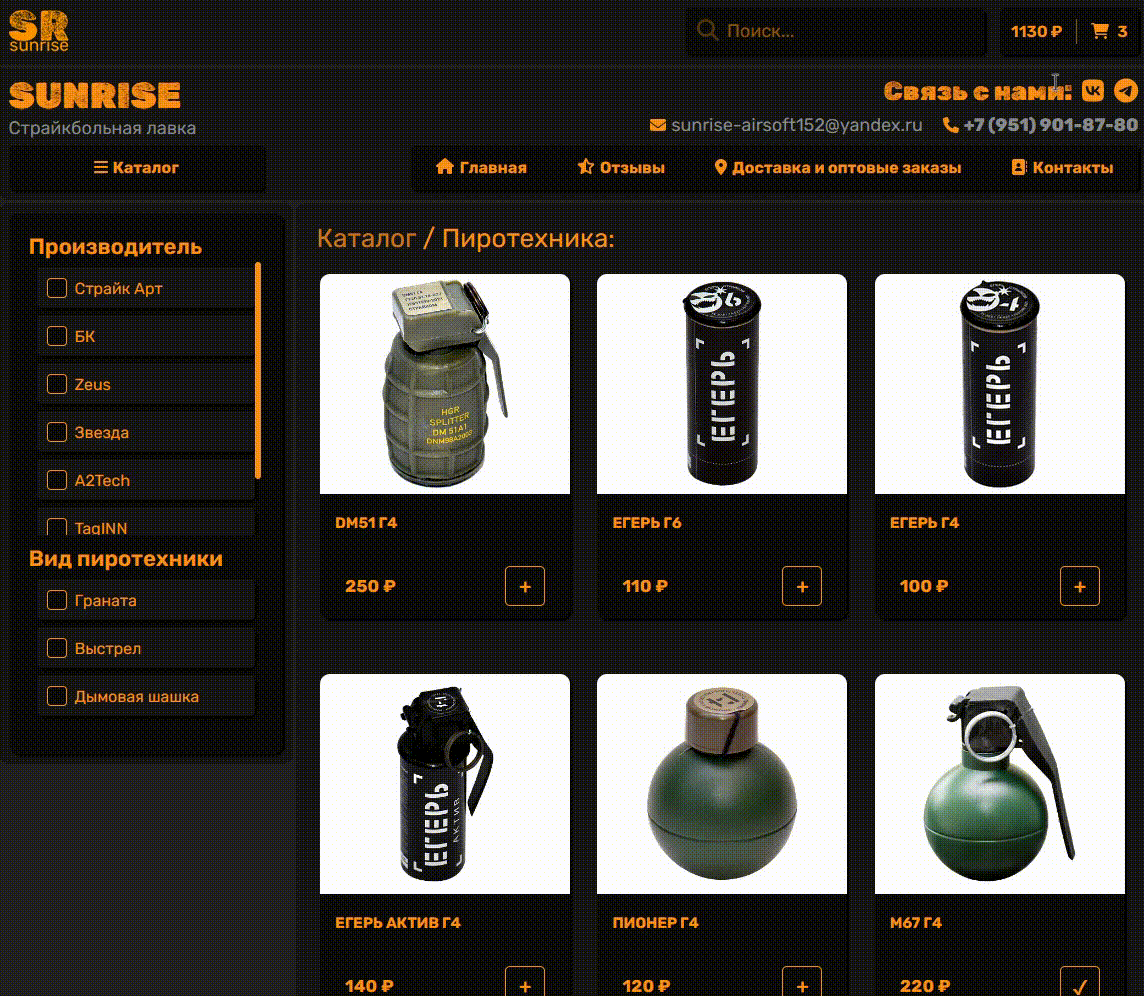 SR
sunrise
Поиск...
1130 ₽
3
SUNRISE
Страйкбольная лавка
Связь с нами:
sunrise-airsoft152@yandex.ru
+7 (951) 901-87-80
Каталог
Главная
Отзывы
Доставка и оптовые заказы
Контакты
Производитель
Страйк Арт
БК
Zeus
Звезда
A2Tech
TagINN
Вид пиротехники
Граната
Выстрел
Дымовая шашка
Каталог / Пиротехника:
HGR
SPLITTER
DM 51A1
ЕГЕРЬ
ЕГЕРЬ
DM51 Г4
ЕГЕРЬ Г6
ЕГЕРЬ Г4
250 ₽
+
110 ₽
+
100 ₽
+
ЕГЕРЬ
АКТИВ
ЕГЕРЬ АКТИВ Г4
ПИОНЕР Г4
М67 Г4
140 ₽
+
120 ₽
+
220 ₽